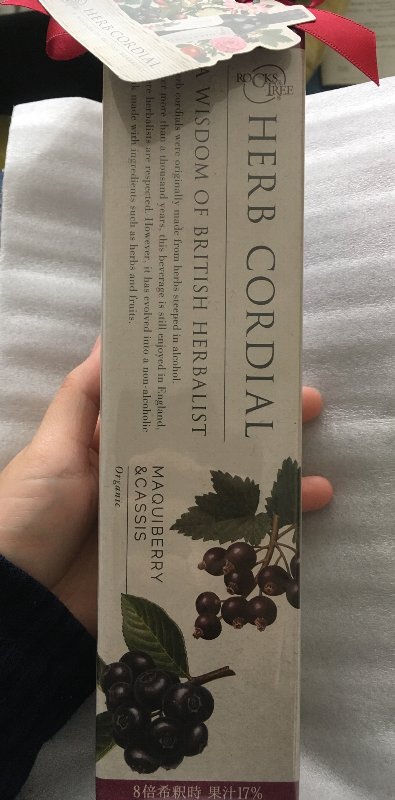 HERB CORDIAL
ROCKS
TREE
HERB CORDIAL
A WISDOM OF BRITISH HERBALIST
cordials were originally made from herbs steeped in alcohol.
more than a thousand years, this beverage is still enjoyed in England,
herbalists are respected. However, it has evolved into a non-alcoholic
made with ingredients such as herbs and fruits.
MAQUIBERRY
&CASSIS
Organic
8倍希釈時 果汁17%